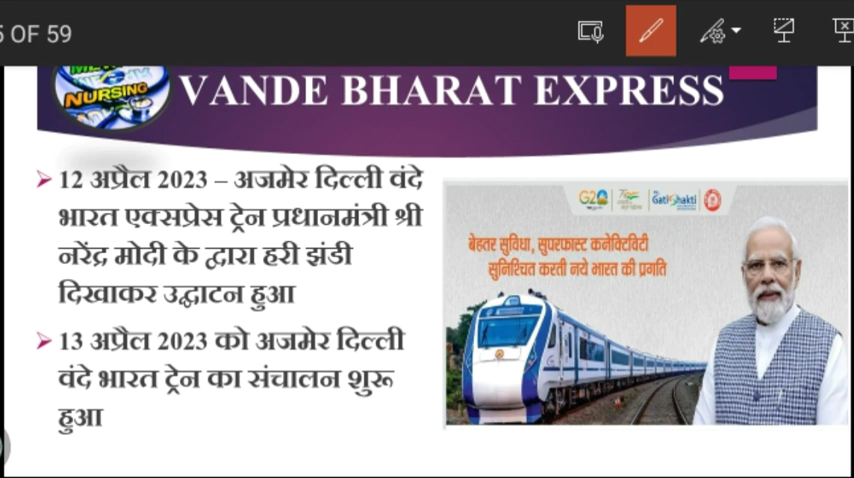 OF 59
NURSING
VANDE BHARAT EXPRESS
➤ 12 अप्रैल 2023 – अजमेर दिल्ली वंदे
भारत एक्सप्रेस ट्रेन प्रधानमंत्री श्री
नरेंद्र मोदी के द्वारा हरी झंडी
दिखाकर उद्घाटन हुआ
➤ 13 अप्रैल 2023 को अजमेर दिल्ली
वंदे भारत ट्रेन का संचालन शुरू
हुआ
G20
GatiShakti
बेहतर सुविधा, सुपरफास्ट कनेक्टिविटी
सुनिश्चित करती नये भारत की प्रगति